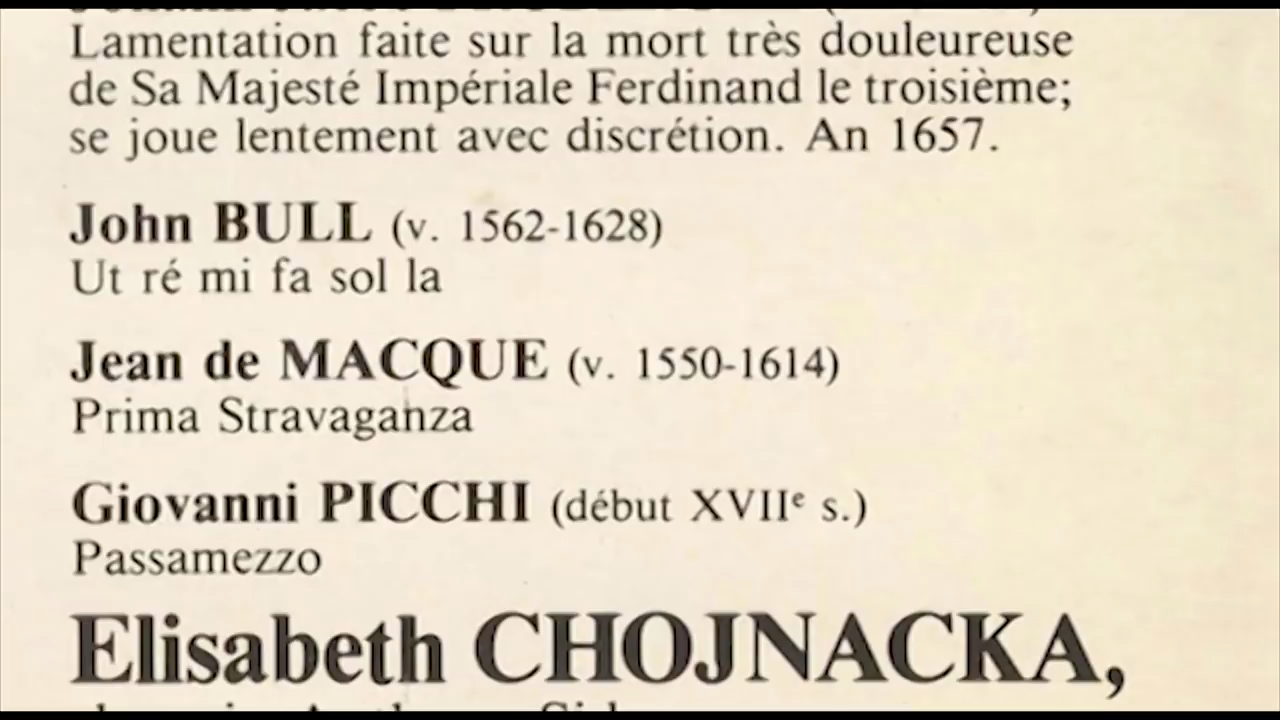 Lamentation faite sur la mort très douleureuse
de Sa Majesté Impériale Ferdinand le troisième;
se joue lentement avec discrétion. An 1657.
John BULL (v. 1562-1628)
Ut ré mi fa sol la
Jean de MACQUE (v. 1550-1614)
Prima Stravaganza
Giovanni PICCHI (début XVIIe s.)
Passamezzo
Elisabeth CHOJNACKA,